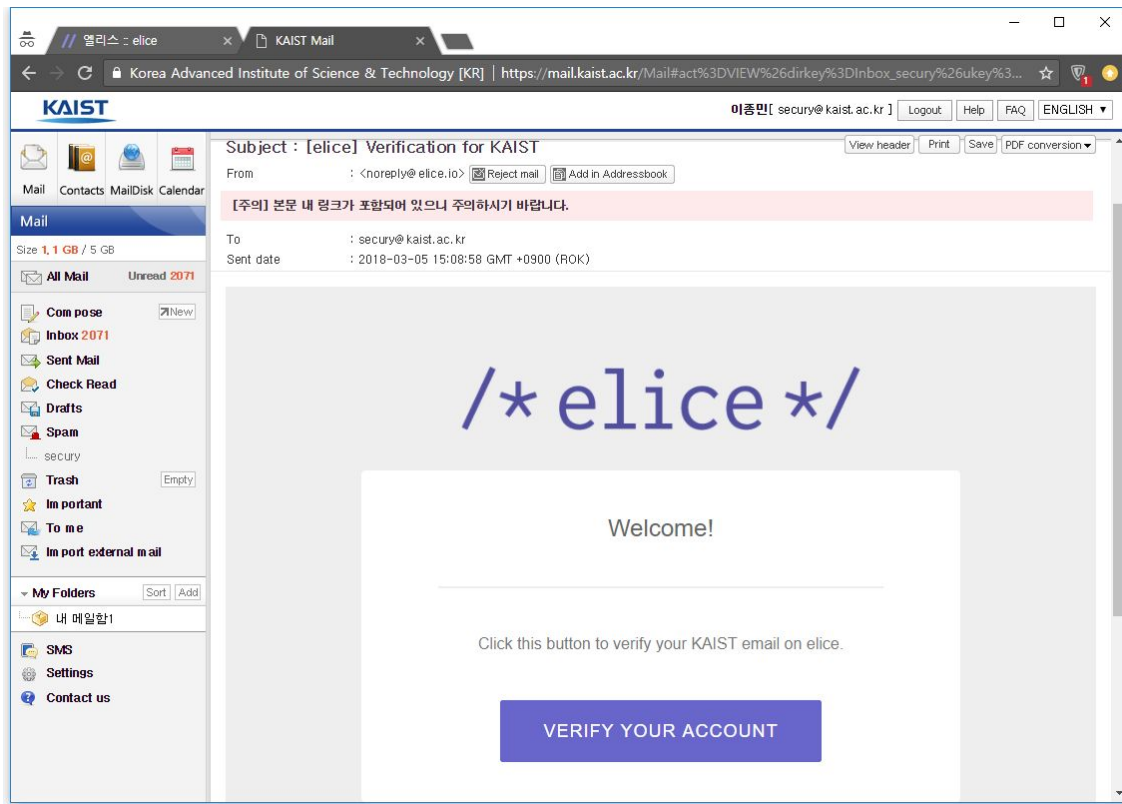 엘리스 :: elice
KAIST Mail
Korea Advanced Institute of Science & Technology [KR] | https://mail.kaist.ac.kr/Mail#act%3DVIEW%26dirkey%3DInbox_secury%26ukey%3...
1
KAIST
이종민[ secury@kaist.ac.kr ] Logout Help FAQ ENGLISH ▼
Mail Contacts MailDisk Calendar
Mail
Size 1,1 GB / 5 GB
All Mail Unread 2071
Compose New
Inbox 2071
Sent Mail
Check Read
Drafts
Spam
secury
Trash Empty
Important
To me
Import external mail
My Folders Sort Add
내 메일함1
SMS
Settings
Contact us
Subject : [elice] Verification for KAIST
View header Print Save PDF conversion
From : <noreply@elice.io> Reject mail Add in Addressbook
[주의] 본문 내 링크가 포함되어 있으니 주의하시기 바랍니다.
To : secury@kaist.ac.kr
Sent date : 2018-03-05 15:08:58 GMT +0900 (ROK)
/* elice */
Welcome!
Click this button to verify your KAIST email on elice.
VERIFY YOUR ACCOUNT